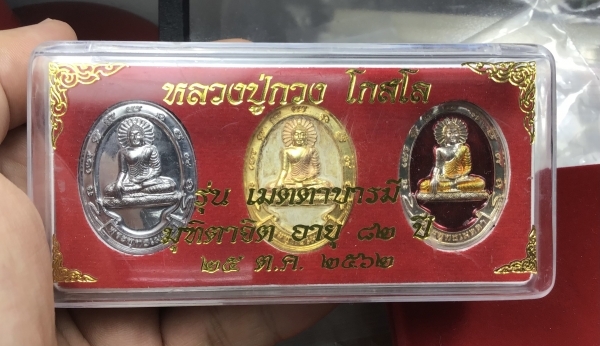 หลวงปู่กวง โกสโล
รุ่น เมตตาบารมี
มุทิตาจิต อายุ ๘๒ ปี
๒๕ ต.ค. ๒๕๖๒